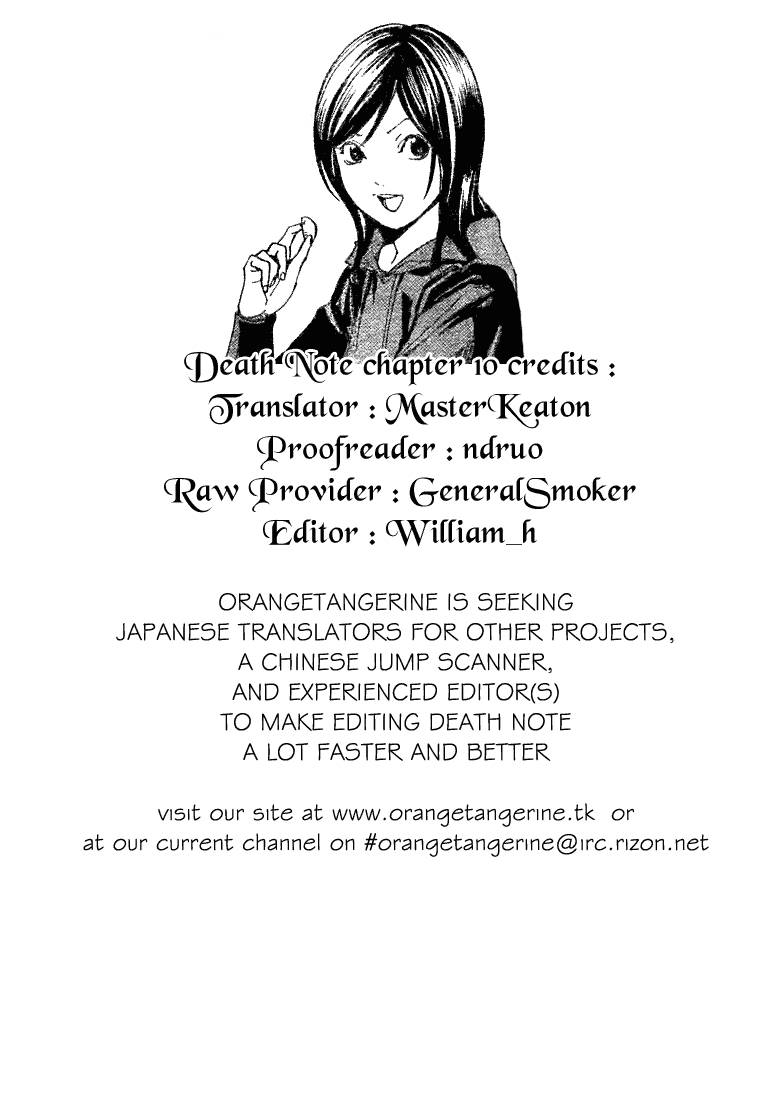 Death Note chapter 10 credits :
Translator : MasterKeaton
Proofreader : ndruo
Raw Provider : GeneralSmoker
Editor : William_h
ORANGETANGERINE IS SEEKING
JAPANESE TRANSLATORS FOR OTHER PROJECTS,
A CHINESE JUMP SCANNER,
AND EXPERIENCED EDITOR(S)
TO MAKE EDITING DEATH NOTE
A LOT FASTER AND BETTER
visit our site at www.orangetangerine.tk or
at our current channel on #orangetangerine@irc.rizon.net